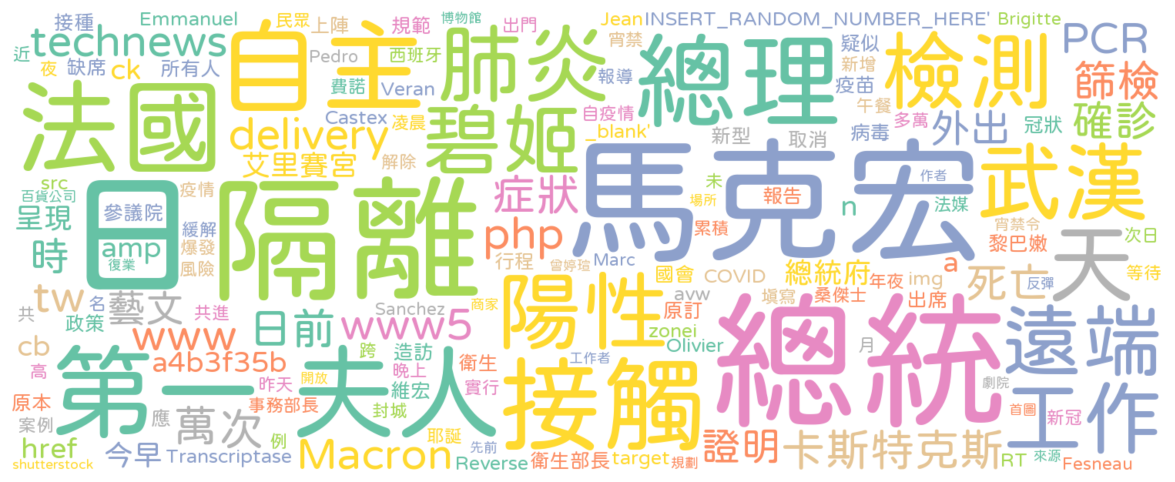 接種 Emmanuel 民眾 上陣 規範 博物館 出門 Jean INSERT_RANDOM_NUMBER_HERE' Brigitte
近 technews 自主 肺炎 宵禁 總理 疑似 檢測 PCR
夜 缺席 ck 所有人 Pedro 西班牙 報導 新增 疫苗 篩檢
費諾 Veran 午餐
法國 delivery Castex 凌晨 碧姬 自疫情 _blank' 多萬 冠狀 確診
艾里賽宮 解除 新型 取消 病毒 外出
src 百貨公司 疫情 症狀 馬克宏 作者 未 報告 場所 n 法媒 武漢
呈現 參議院 日 緩解 隔離 累積 宵禁令 次日
時 amp 爆發 php 行程 曾婷瑄 Marc a 黎巴嫩 天 等待
復業 風險 國會 COVID 總統府 年夜 img 死亡 反彈
tw 名 藝文 Sanchez 商家 陽性 avw 填寫 桑傑士 出席
共 政策 共進 日前 www5 原訂 總統 遠端
cb www 跨 造訪 zonei Olivier 月
高 a4b3f35b 第一夫人 晚上 衛生 接觸 工作者 工作
原本 昨天 開放 維宏 實行 劇院
案例 應 萬次 事務部長 封城 首圖 新冠
href 今早 例 耶誕 先前 證明 卡斯特克斯 RT 來源
shutterstock Transcriptase Macron Reverse 衛生部長 target 規劃 Fesneau